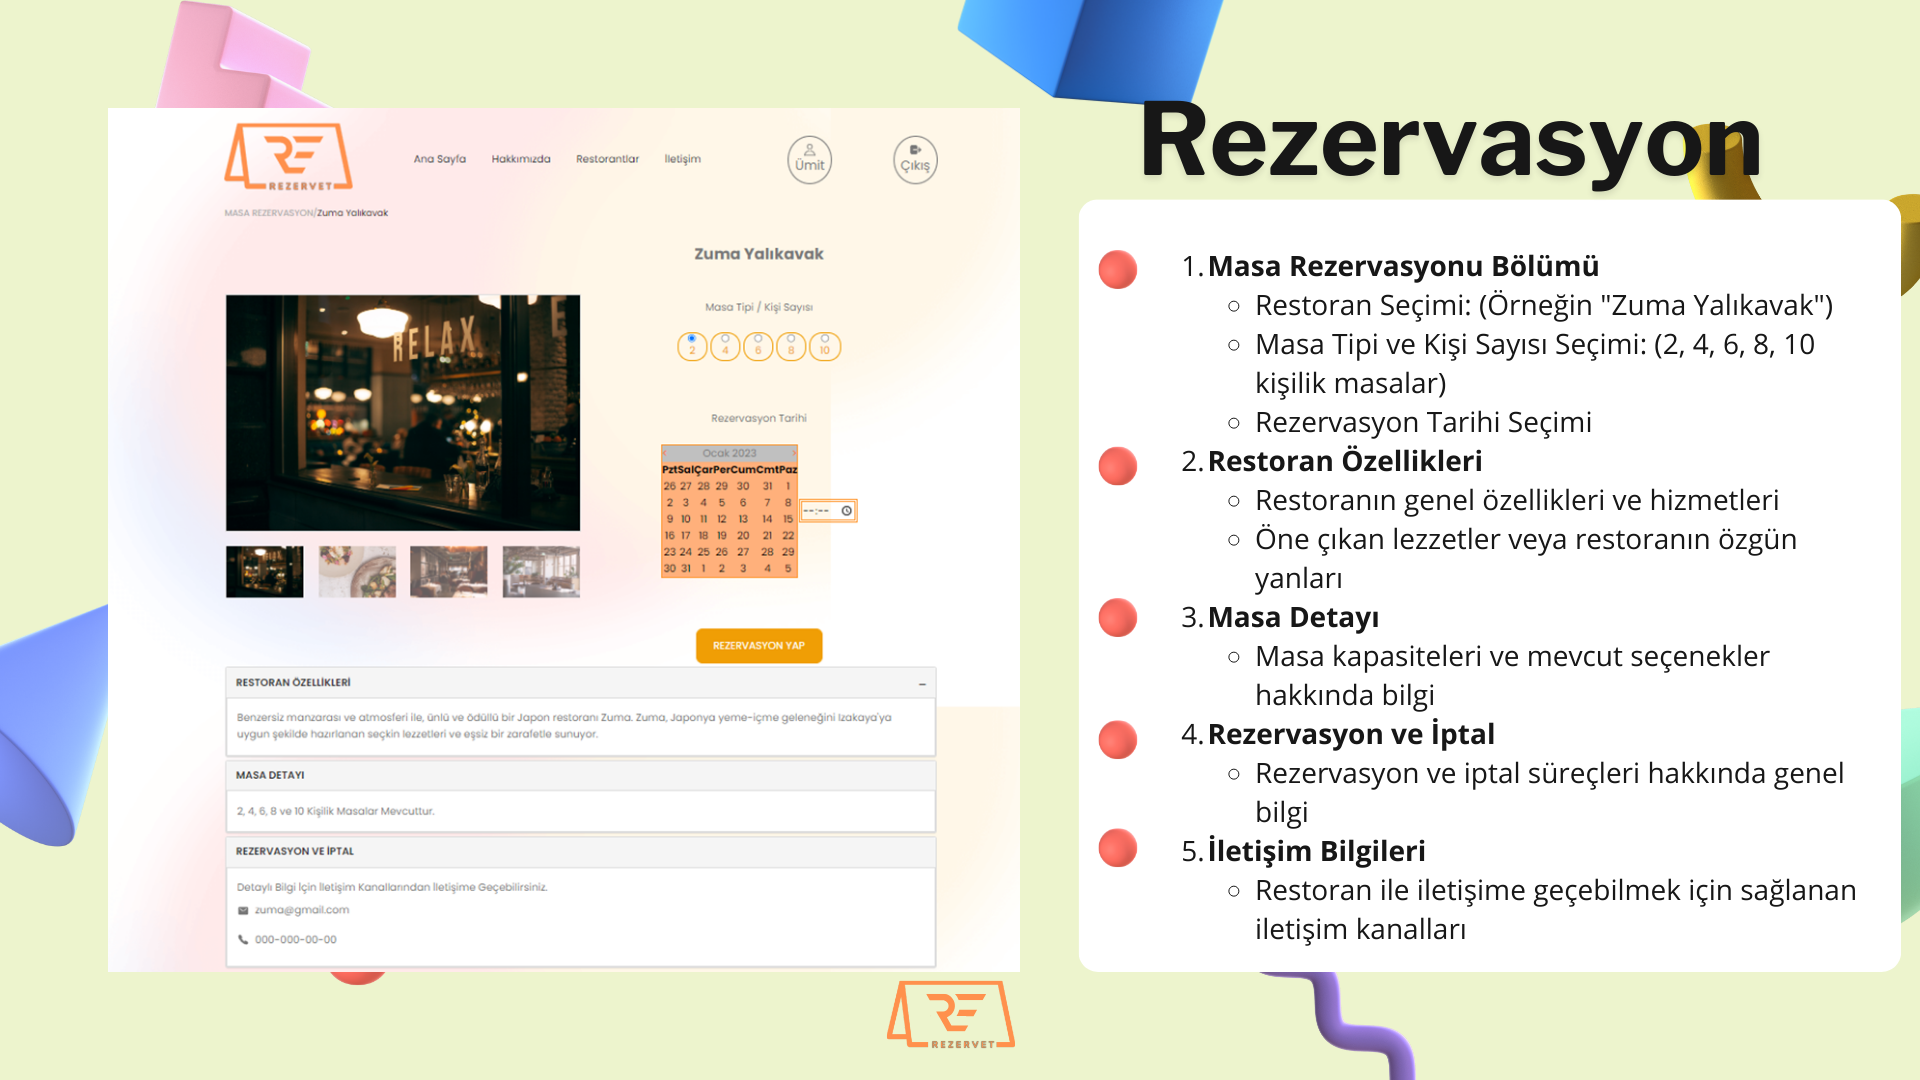 Rezervasyon
REZERVET
Ana Sayfa Hakkımızda Restorantlar İletişim
Ümit
Çıkış
MASA REZERVASYON/Zuma Yalıkavak
Zuma Yalıkavak
RELAX
Masa Tipi / Kişi Sayısı
2 4 6 8 10
Rezervasyon Tarihi
< Ocak 2023 >
Pzt Sal Çar Per Cum Cmt Paz
26 27 28 29 30 31 1
2 3 4 5 6 7 8
9 10 11 12 13 14 15
16 17 18 19 20 21 22
23 24 25 26 27 28 29
30 31 1 2 3 4 5
--:--
REZERVASYON YAP
RESTORAN ÖZELLİKLERİ
Benzersiz manzarası ve atmosferi ile, ünlü ve ödüllü bir Japon restoranı Zuma. Zuma, Japonya yeme-içme geleneğini Izakaya'ya
uygun şekilde hazırlanan seçkin lezzetleri ve eşsiz bir zarafetle sunuyor.
MASA DETAYI
2, 4, 6, 8 ve 10 Kişilik Masalar Mevcuttur.
REZERVASYON VE İPTAL
Detaylı Bilgi İçin İletişim Kanallarından İletişime Geçebilirsiniz.
zuma@gmail.com
000-000-00-00
1. Masa Rezervasyonu Bölümü
Restoran Seçimi: (Örneğin "Zuma Yalıkavak")
Masa Tipi ve Kişi Sayısı Seçimi: (2, 4, 6, 8, 10
kişilik masalar)
Rezervasyon Tarihi Seçimi
2. Restoran Özellikleri
Restoranın genel özellikleri ve hizmetleri
Öne çıkan lezzetler veya restoranın özgün
yanları
3. Masa Detayı
Masa kapasiteleri ve mevcut seçenekler
hakkında bilgi
4. Rezervasyon ve İptal
Rezervasyon ve iptal süreçleri hakkında genel
bilgi
5. İletişim Bilgileri
Restoran ile iletişime geçebilmek için sağlanan
iletişim kanalları
REZERVET